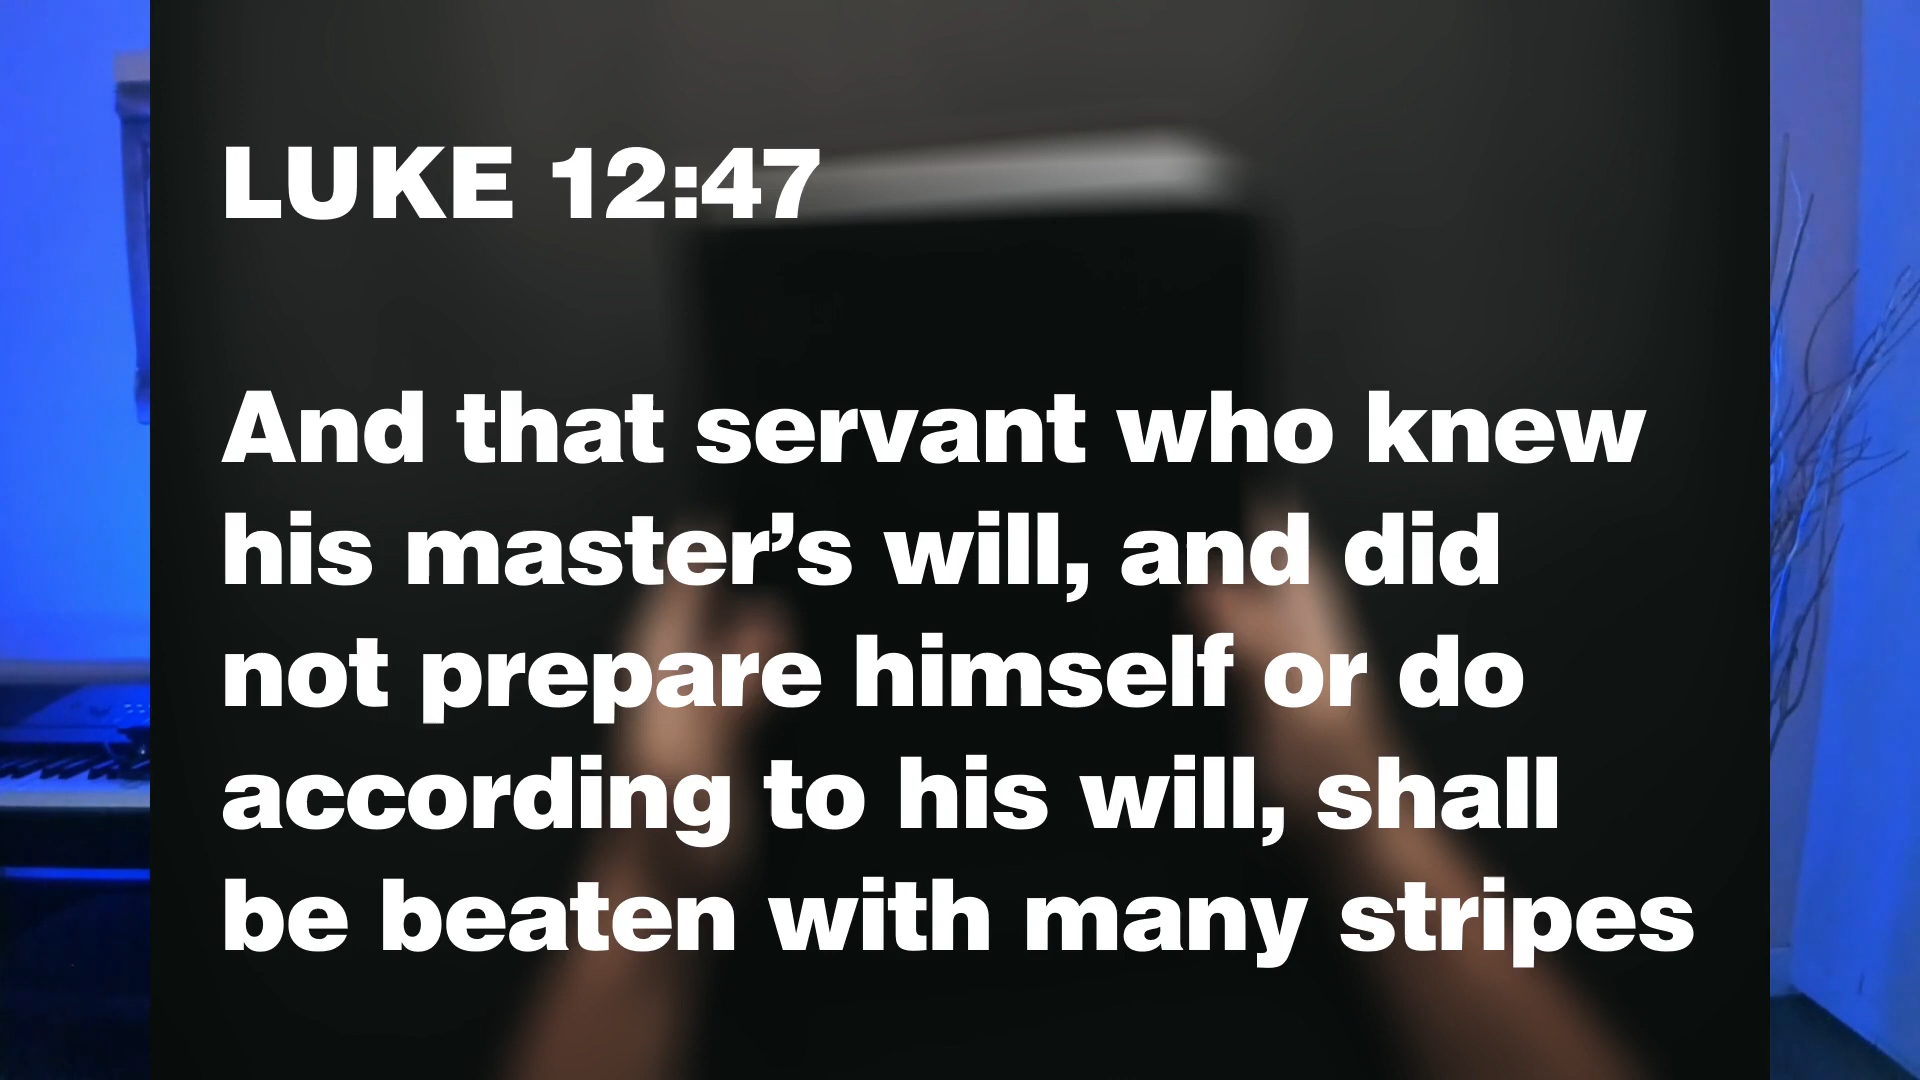 LUKE 12:47
And that servant who knew
his master’s will, and did
not prepare himself or do
according to his will, shall
be beaten with many stripes